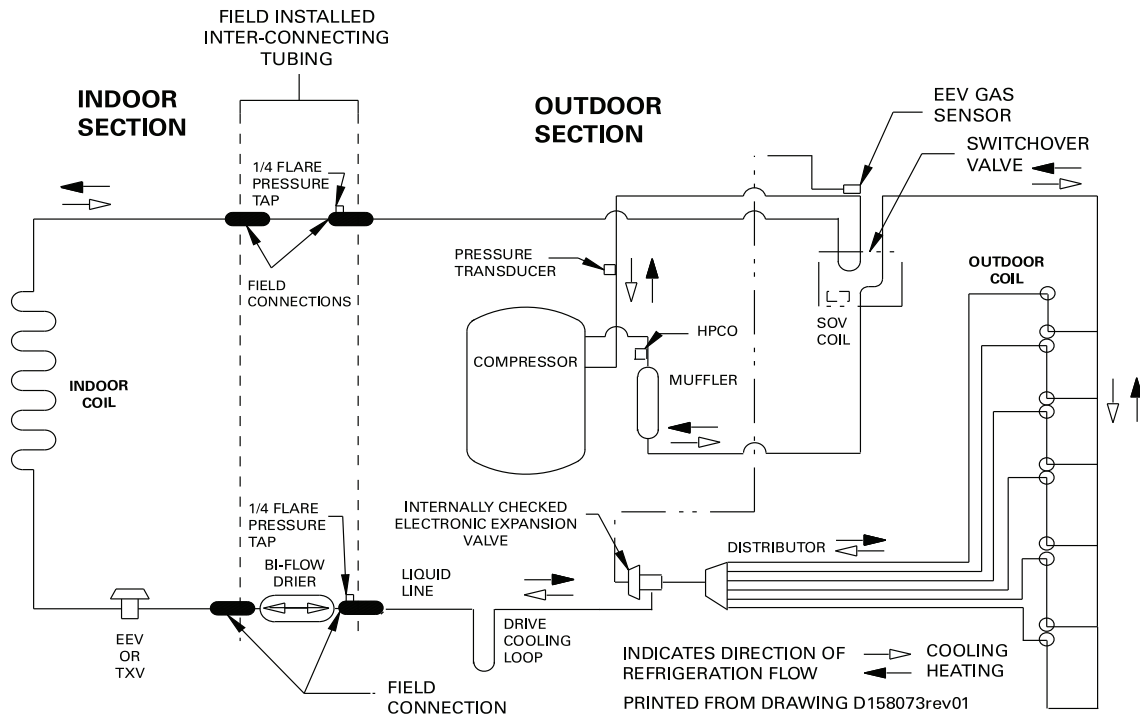 FIELD INSTALLED
INTER-CONNECTING
TUBING
INDOOR
SECTION
OUTDOOR
SECTION
EEV GAS
SENSOR
SWITCHOVER
VALVE
1/4 FLARE
PRESSURE
TAP
FIELD
CONNECTIONS
PRESSURE
TRANSDUCER
OUTDOOR
COIL
SOV
COIL
HPCO
COMPRESSOR
MUFFLER
INDOOR
COIL
1/4 FLARE
PRESSURE
TAP
BI-FLOW
DRIER
INTERNALLY CHECKED
ELECTRONIC EXPANSION
VALVE
DISTRIBUTOR
LIQUID
LINE
EEV
OR
TXV
DRIVE
COOLING
LOOP
FIELD
CONNECTION
INDICATES DIRECTION OF
REFRIGERATION FLOW
COOLING
HEATING
PRINTED FROM DRAWING D158073rev01